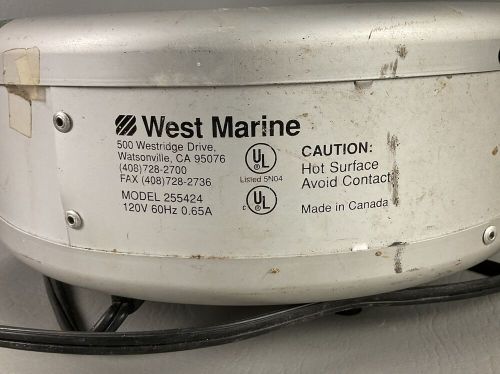 West Marine
500 Westridge Drive,
Watsonville, CA 95076
(408)728-2700
FAX (408)728-2736
MODEL 255424
120V 60Hz 0.65A
UL
Listed 5N04
c UL
CAUTION:
Hot Surface
Avoid Contact
Made in Canada